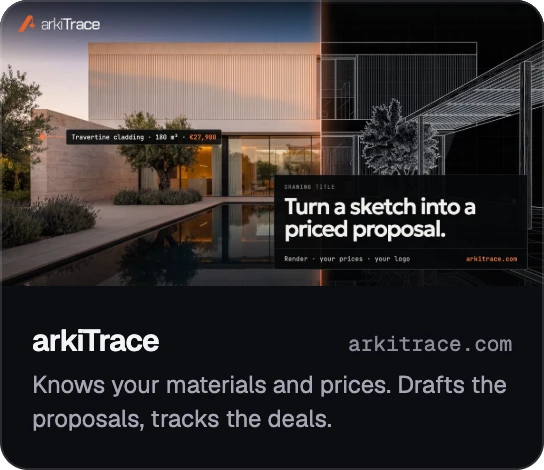 arkiTrace
Travertine cladding · 180 m² · €27,900
DRAWING TITLE
Turn a sketch into a
priced proposal.
Render · your prices · your logo
arkitrace.com
arkiTrace
arkitrace.com
Knows your materials and prices. Drafts the
proposals, tracks the deals.